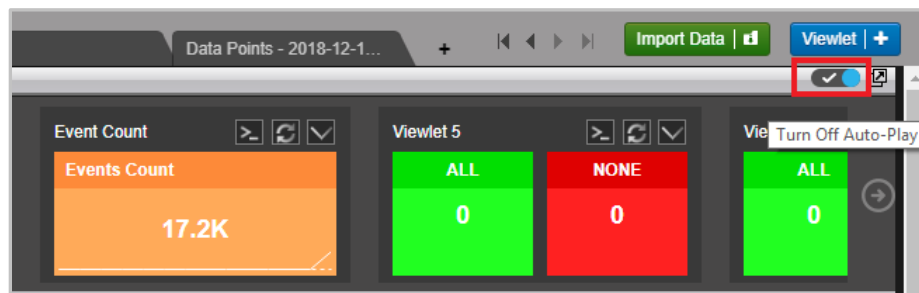 Data Points - 2018-12-1...
+
Import Data |
Viewlet | +
Event Count
Viewlet 5
Vie
Turn Off Auto-Play
Events Count
ALL
NONE
ALL
17.2K
0
0
0